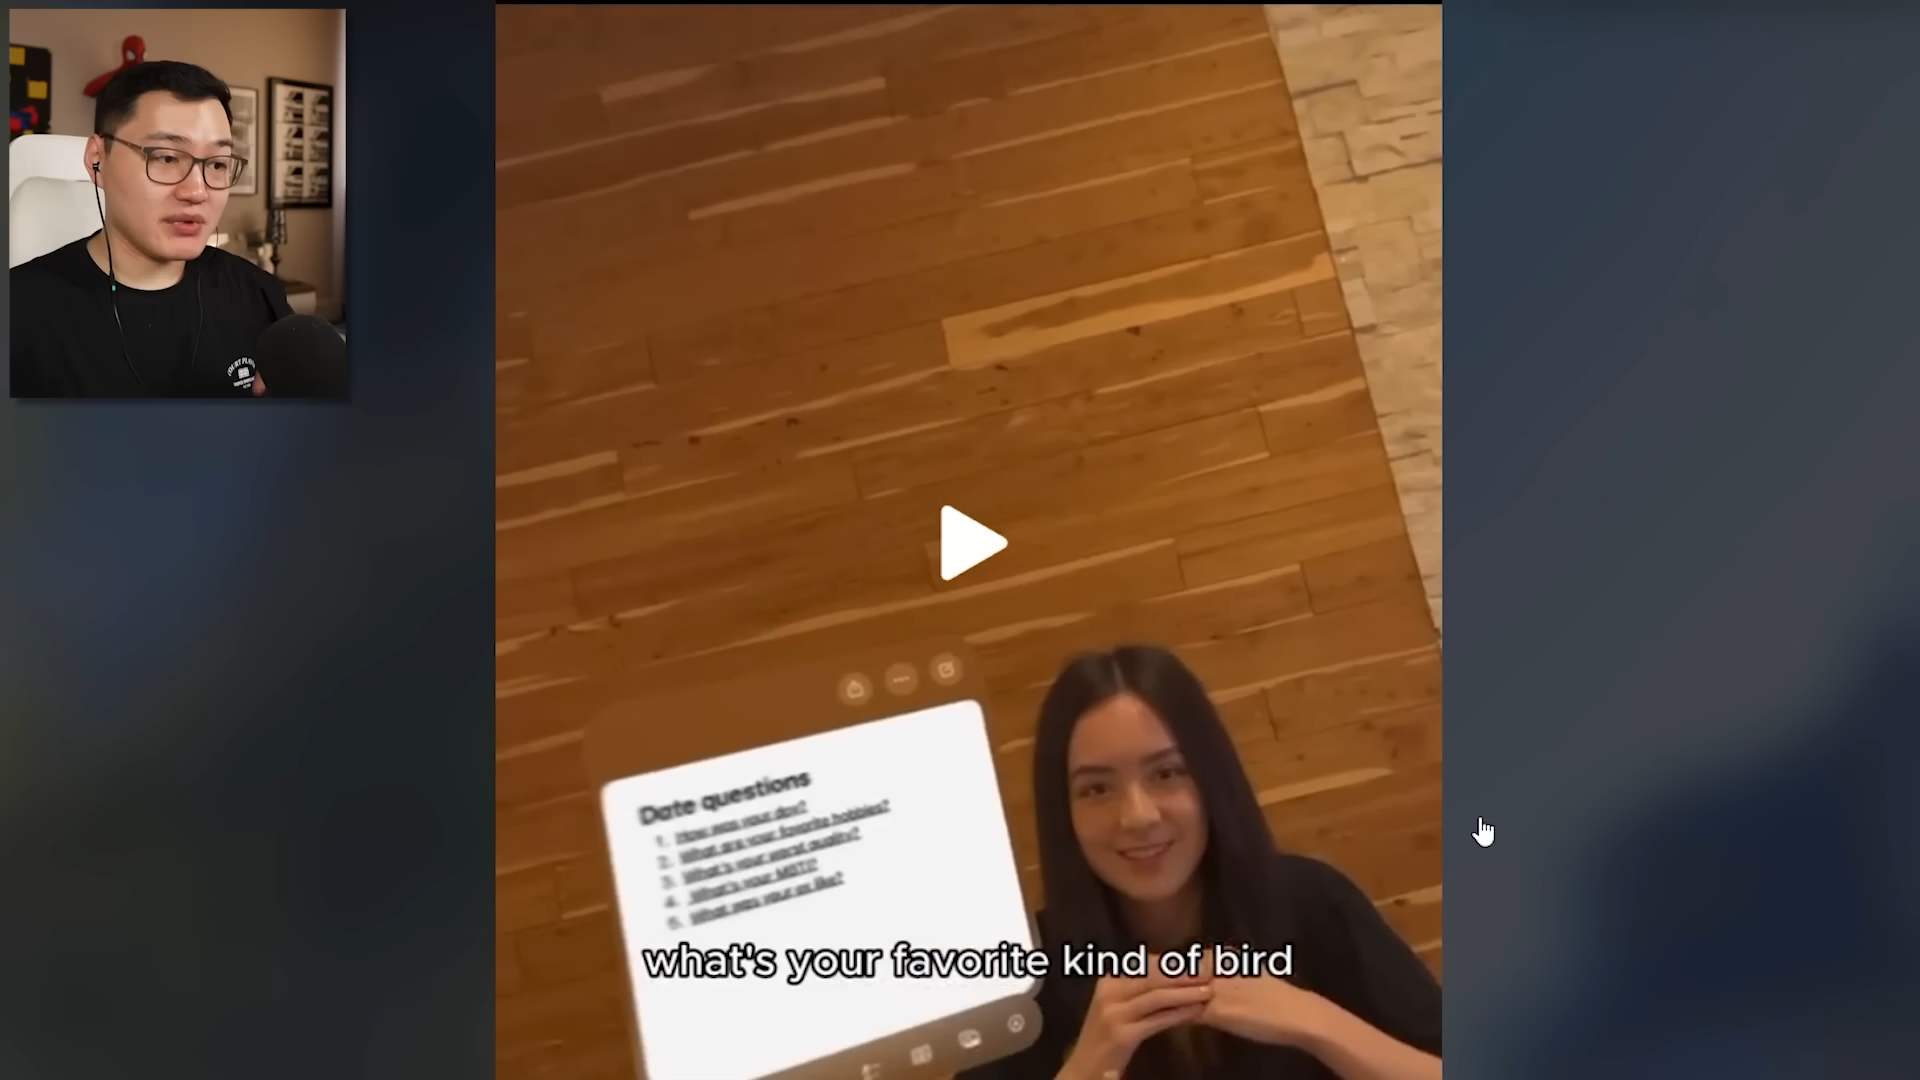 Date questions
1. How was your day?
2. What are your favorite hobbies?
3. What's your worst quality?
4. What's your MBTI?
5. What was your ex like?
what's your favorite kind of bird